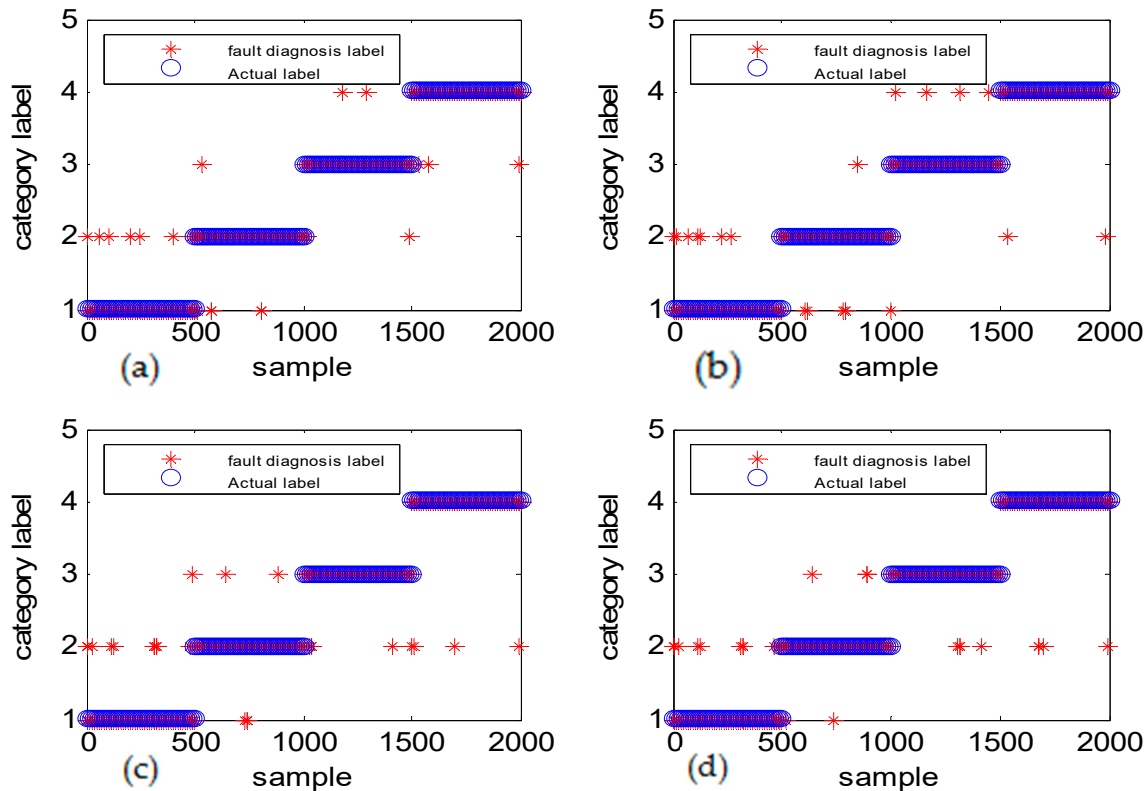 5
4
3
2
1
category label
fault diagnosis label
Actual label
0 500 1000 1500 2000
sample
(a)
5
4
3
2
1
category label
fault diagnosis label
Actual label
0 500 1000 1500 2000
sample
(b)
5
4
3
2
1
category label
fault diagnosis label
Actual label
0 500 1000 1500 2000
sample
(c)
5
4
3
2
1
category label
fault diagnosis label
Actual label
0 500 1000 1500 2000
sample
(d)